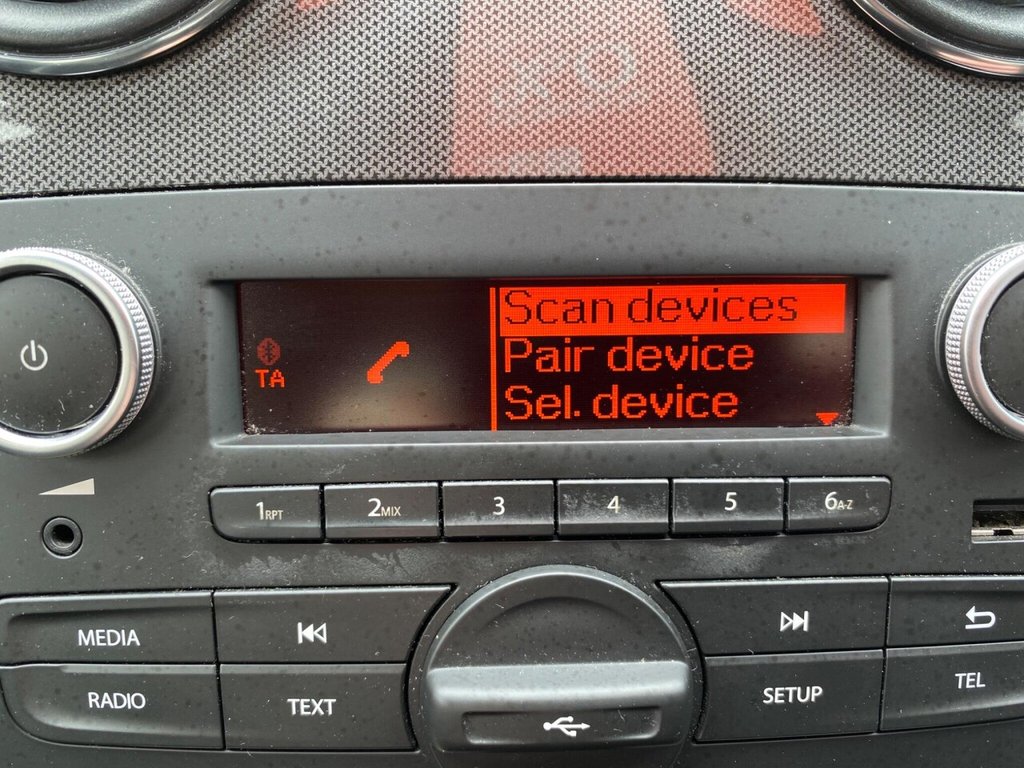 Scan devices
Pair device
Sel. device
TA
1RPT 2MIX 3 4 5 6A-Z
MEDIA
RADIO
TEXT
SETUP
TEL